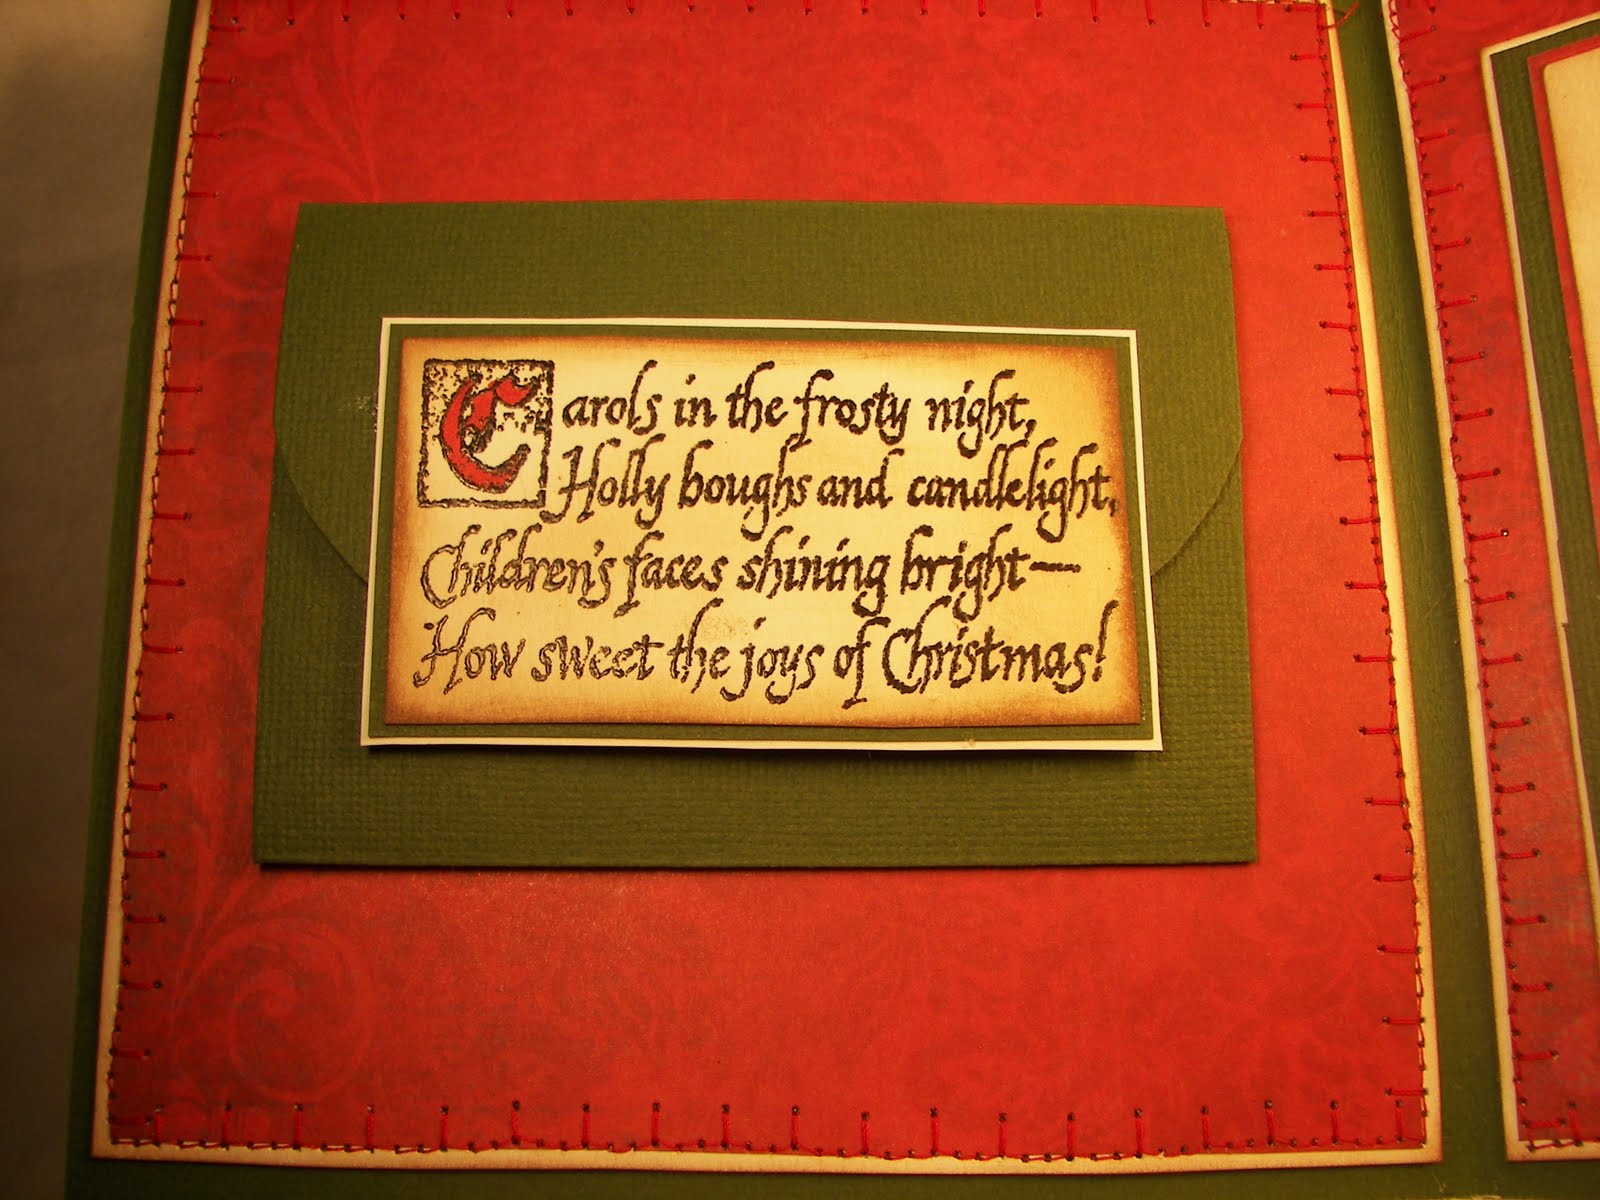 Carols in the frosty night,
Holly boughs and candlelight,
Children's faces shining bright—
How sweet the joys of Christmas!